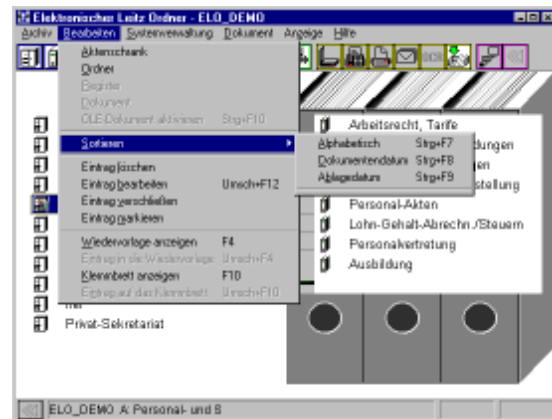 Elektronischer Leitz Ordner - ELO_DEMO
Archiv Bearbeiten Systemverwaltung Dokument Anzeige Hilfe
OCR
Aktenschrank
Ordner
Register
Dokument
OLE-Dokument aktivieren Strg+F10
Sortieren
Alphabetisch Strg+F7
Dokumentendatum Strg+F8
Ablagedatum Strg+F9
Eintrag löschen
Eintrag bearbeiten Umsch+F12
Eintrag verschließen
Eintrag markieren
Wiedervorlage anzeigen F4
Eintrag in die Wiedervorlage Umsch+F4
Klemmbrett anzeigen F10
Eintrag auf das Klemmbrett Umsch+F10
Privat-Sekretariat
Arbeitsrecht, Tarife
dungen
en
stellung
Personal-Akten
Lohn-Gehalt-Abrechn./Steuern
Personalvertretung
Ausbildung
ELO_DEMO A: Personal- und S